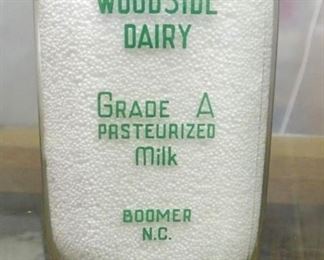 WOODSIDE
DAIRY
GRADE A
PASTEURIZED
Milk
BOOMER
N.C.